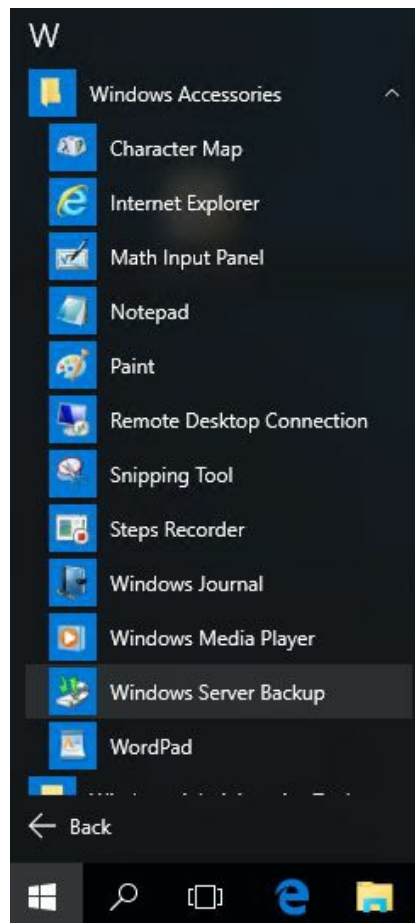 W
Windows Accessories
Character Map
Internet Explorer
Math Input Panel
Notepad
Paint
Remote Desktop Connection
Snipping Tool
Steps Recorder
Windows Journal
Windows Media Player
Windows Server Backup
WordPad
Back